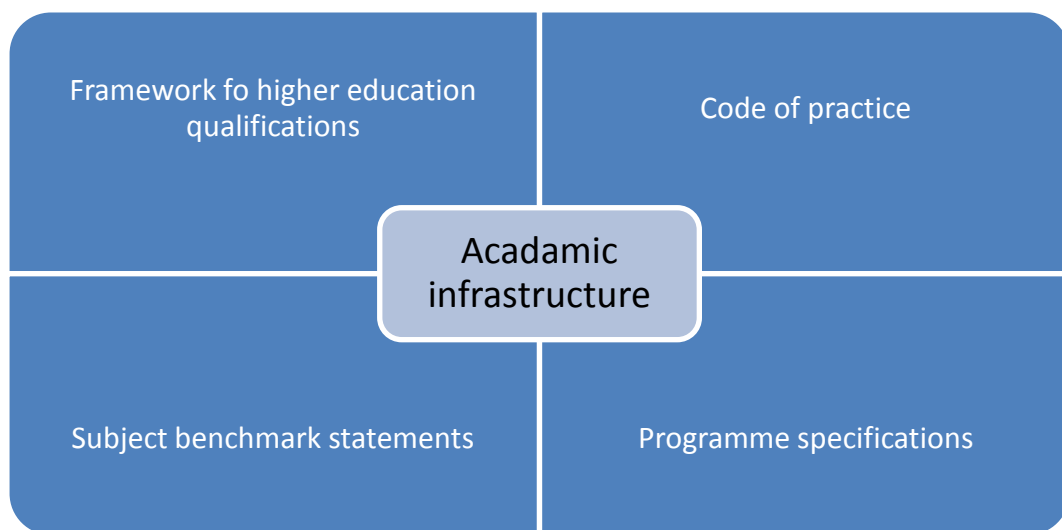 Framework fo higher education
qualifications
Code of practice
Acadamic
infrastructure
Subject benchmark statements
Programme specifications